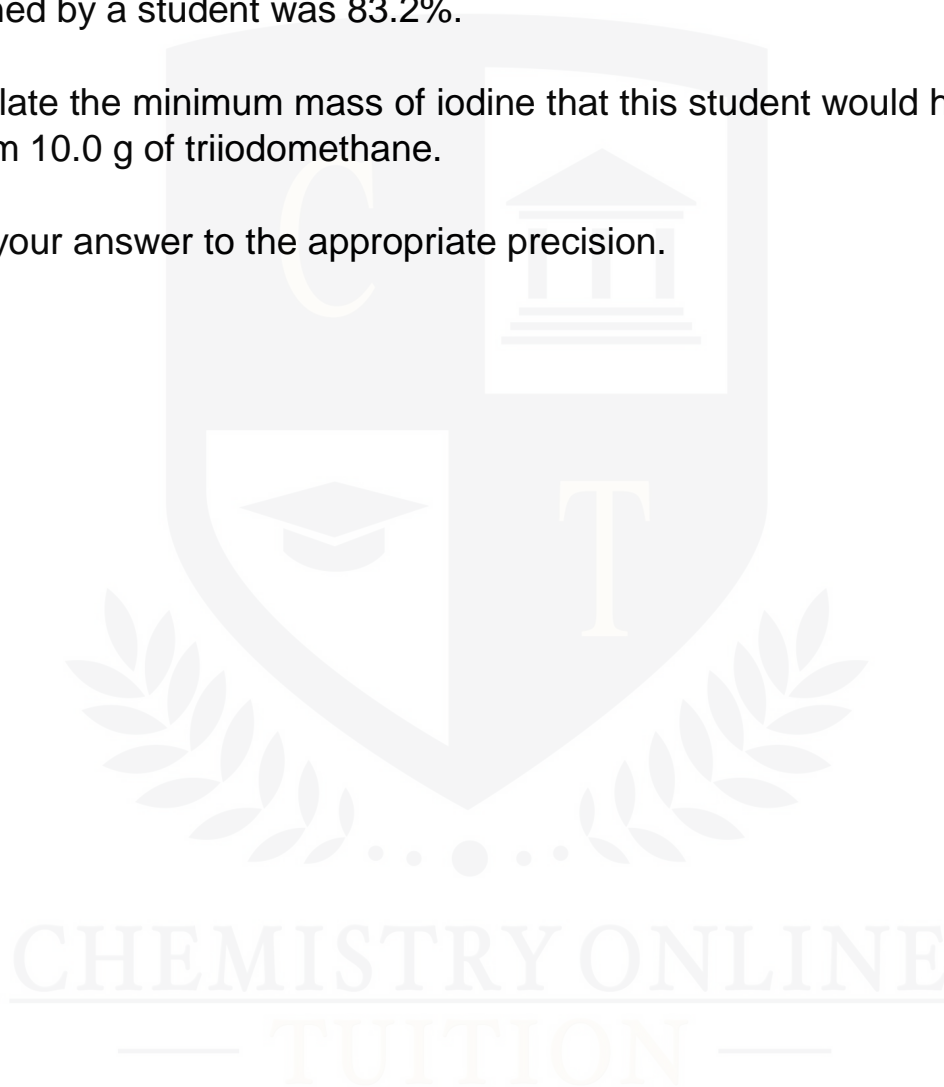 ned by a student was 83.2%.
late the minimum mass of iodine that this student would h
m 10.0 g of triiodomethane.
your answer to the appropriate precision.
C
T
CHEMISTRY ONLINE
TUITION